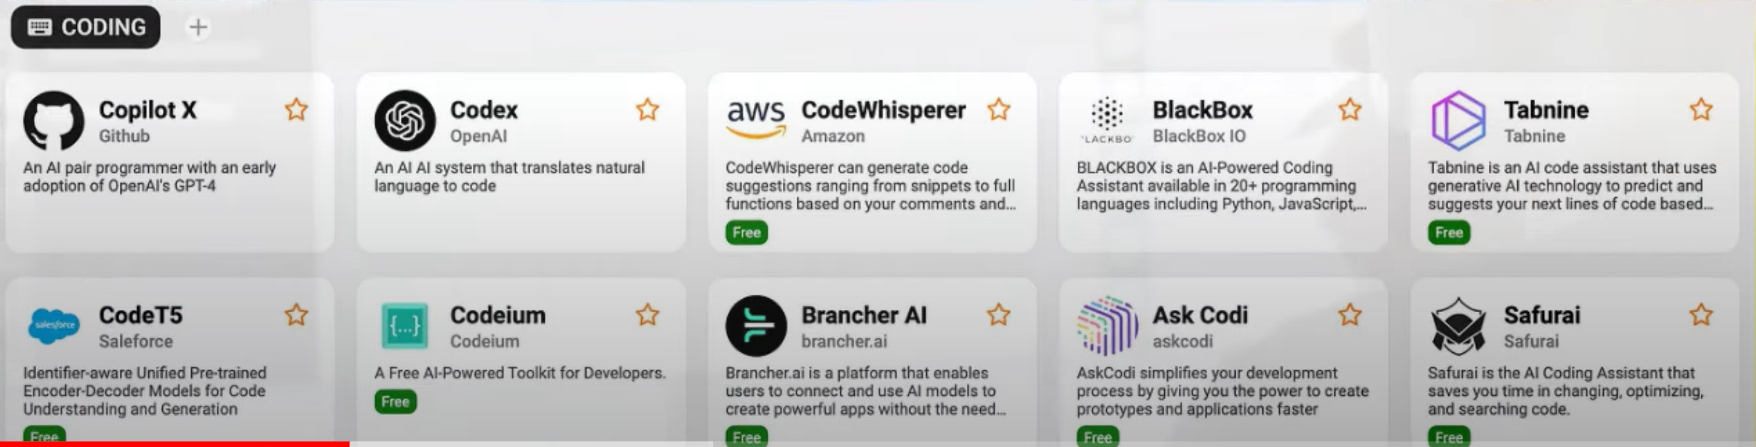 CODING +
Copilot X
Github
An AI pair programmer with an early
adoption of OpenAI's GPT-4
Codex
OpenAI
An AI AI system that translates natural
language to code
aws
CodeWhisperer
Amazon
CodeWhisperer can generate code
suggestions ranging from snippets to full
functions based on your comments and...
Free
"LACKBO"
BlackBox
BlackBox IO
BLACKBOX is an AI-Powered Coding
Assistant available in 20+ programming
languages including Python, JavaScript,...
Tabnine
Tabnine
Tabnine is an AI code assistant that uses
generative AI technology to predict and
suggests your next lines of code based...
Free
salesforce
CodeT5
Saleforce
Identifier-aware Unified Pre-trained
Encoder-Decoder Models for Code
Understanding and Generation
Free
{...}
Codeium
Codeium
A Free AI-Powered Toolkit for Developers.
Free
Brancher AI
brancher.ai
Brancher.ai is a platform that enables
users to connect and use AI models to
create powerful apps without the need...
Free
Ask Codi
askcodi
AskCodi simplifies your development
process by giving you the power to create
prototypes and applications faster
Free
Safurai
Safurai
Safurai is the AI Coding Assistant that
saves you time in changing, optimizing,
and searching code.
Free